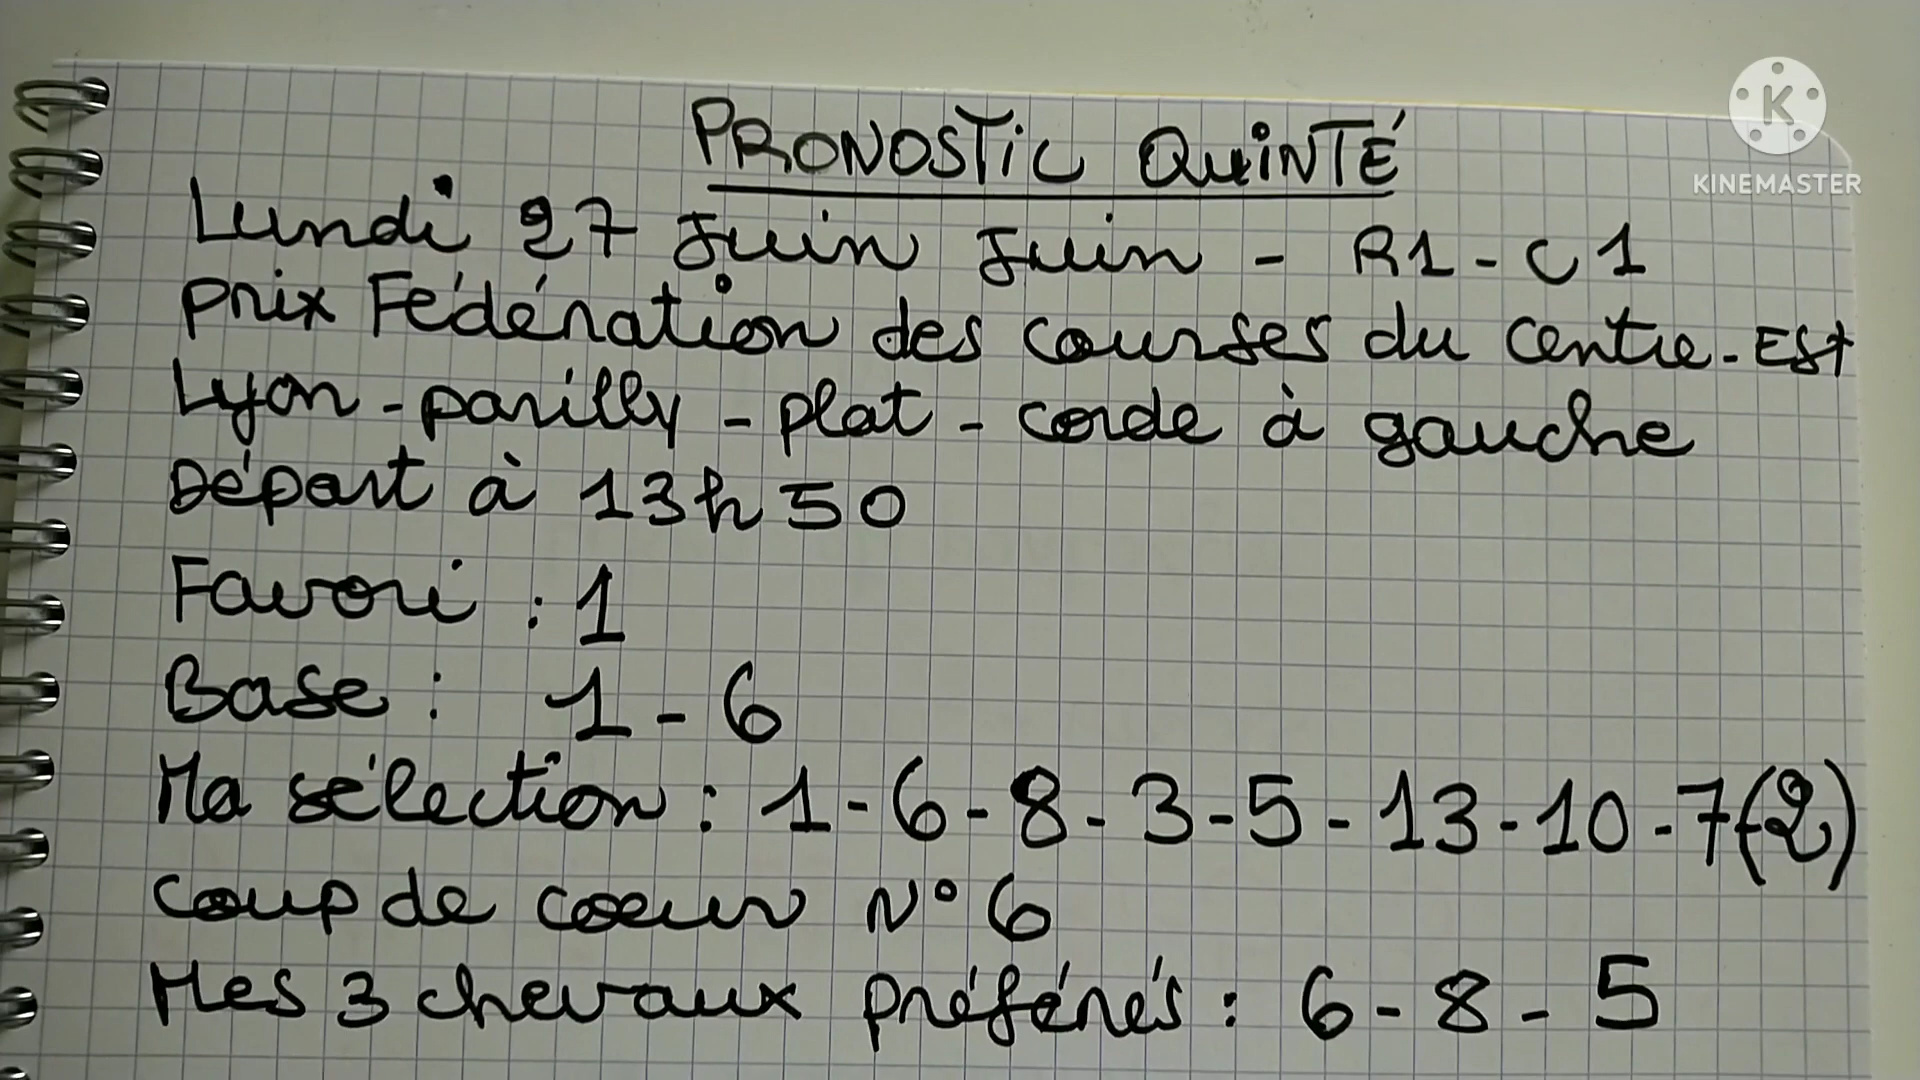 PRONOSTIC QUINTÉ
K
KINEMASTER
Lundi 27 Juin Juin - R1 - C1
prix Fédération des courses du centre-Est
Lyon - parilly - plat - corde à gauche
Départ à 13h50
Favori : 1
Base : 1 - 6
Ma sélection : 1 - 6 - 8 - 3 - 5 - 13 - 10 - 7 (2)
coup de coeur N° 6
Mes 3 chevaux préférés : 6 - 8 - 5